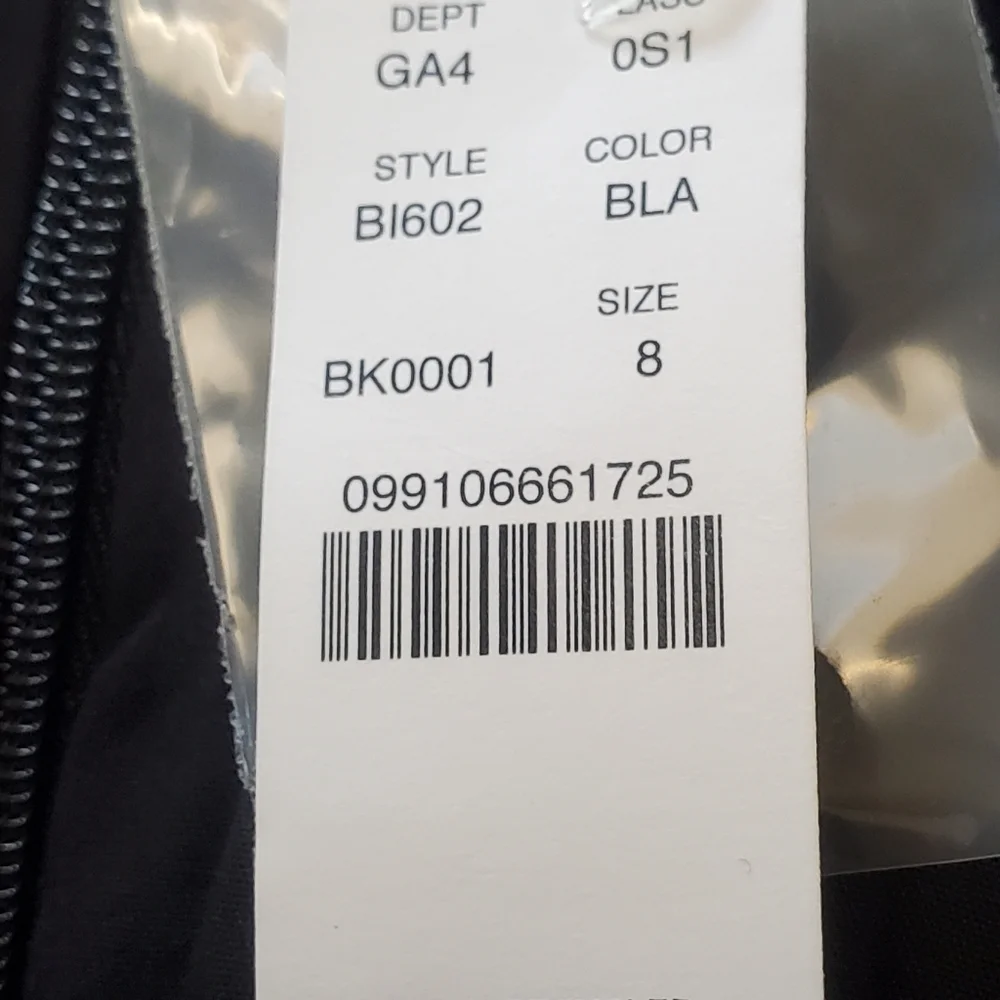 DEPT
GA4 0S1
STYLE COLOR
BI602 BLA
SIZE
BK0001 8
099106661725